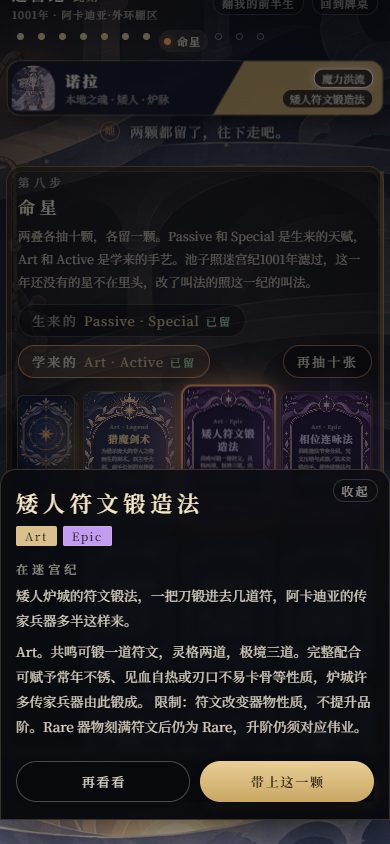 1001年 · 阿卡迪亚·外环棚区
翻我的前半生
回到牌桌
命星
诺拉
本地之魂 · 矮人 · 炉脉
魔力洪流
矮人符文锻造法
两颗都留了，往下走吧。
第八步
命星
两叠各抽十颗，各留一颗。Passive 和 Special 是生来的天赋，
Art 和 Active 是学来的手艺。池子照迷宫纪1001年滤过，这一
年还没有的星不在里头，改了叫法的照这一纪的叫法。
生来的 Passive · Special 已留
学来的 Art · Active 已留
再抽十张
Art · Legend
猎魔剑术
Art · Epic
矮人符文锻
造法
Art · Epic
相位连咏法
矮人符文锻造法
收起
Art
Epic
在迷宫纪
矮人炉城的符文锻法，一把刀锻进去几道符，阿卡迪亚的传
家兵器多半这样来。
Art。共鸣可锻一道符文，灵格两道，极境三道。完整配合
可赋予常年不锈、见血自热或刃口不易卡骨等性质，炉城许
多传家兵器由此锻成。 限制：符文改变器物性质，不提升品
阶。Rare 器物刻满符文后仍为 Rare，升阶仍须对应伟业。
再看看
带上这一颗